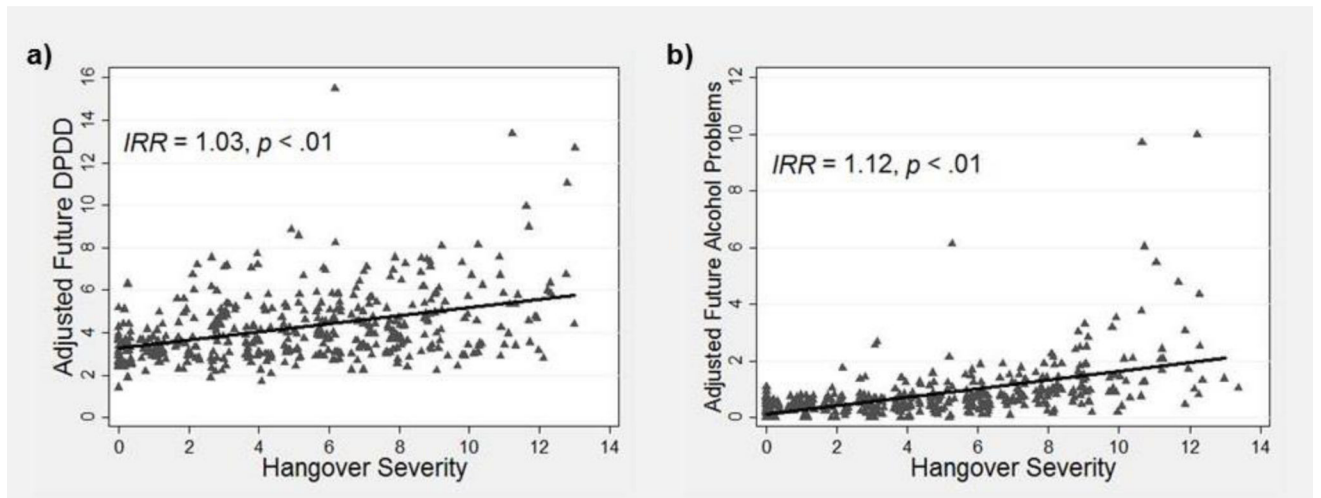 a)
Adjusted Future DPDD
16
14
12
10
8
6
4
2
0
IRR = 1.03, p < .01
0 2 4 6 8 10 12 14
Hangover Severity
b)
Adjusted Future Alcohol Problems
12
10
8
6
4
2
0
IRR = 1.12, p < .01
0 2 4 6 8 10 12 14
Hangover Severity